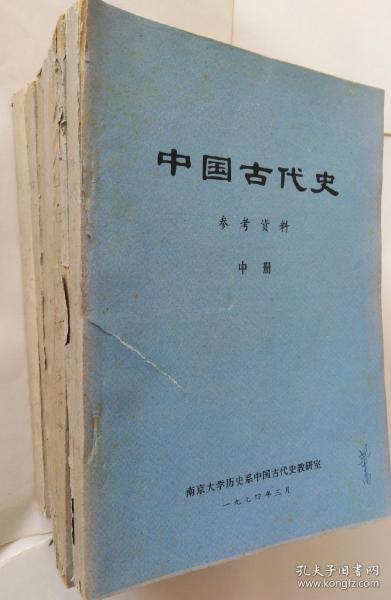 中国古代史
参考资料
中册
南京大学历史系中国古代史教研室
一九七四年三月
孔夫子旧书网
www.kongfz.com